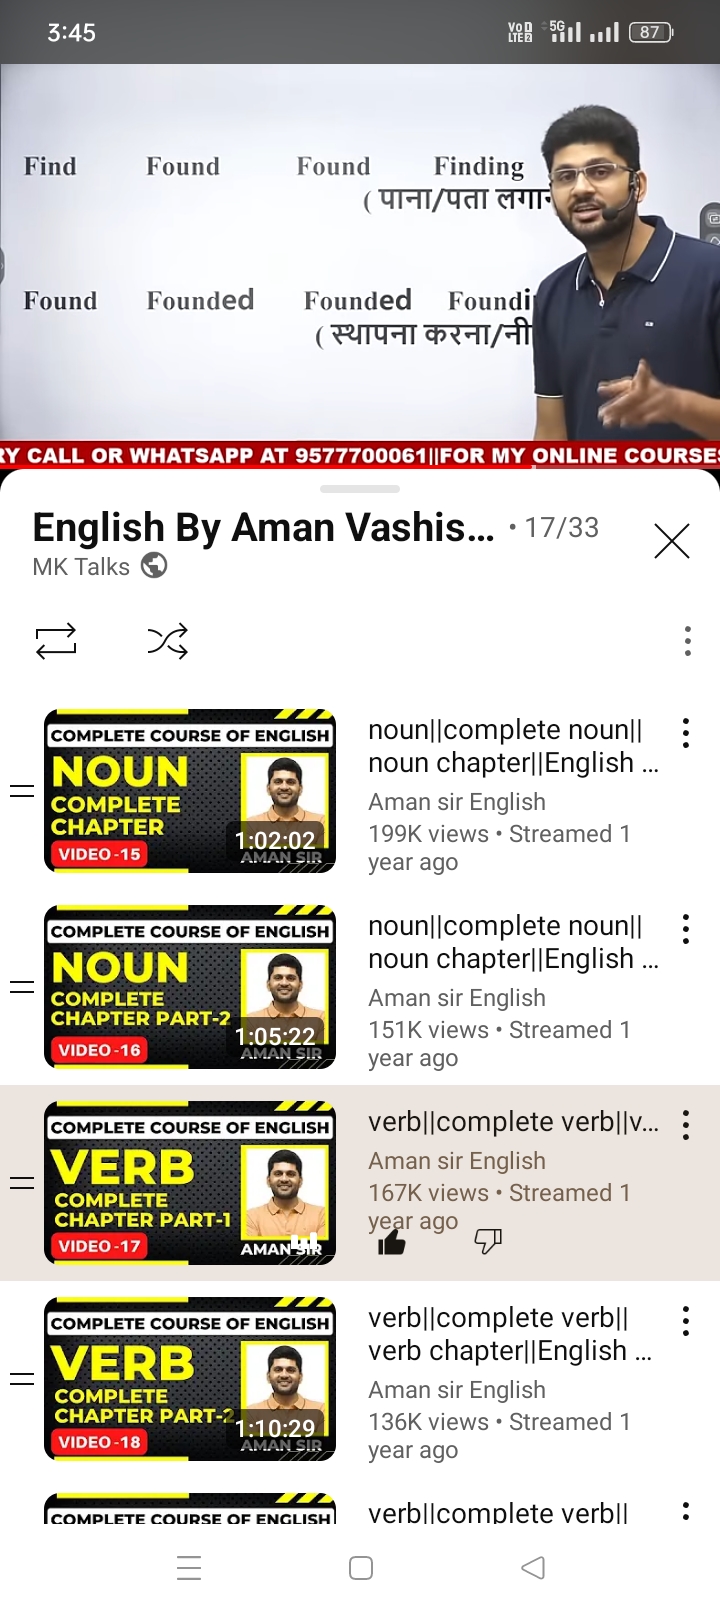 3:45
Vo LTE 2 5G 87
Find Found Found Finding
( पाना/पता
Found Founded Founded
( स्थापना करना/नी
RY CALL OR WHATSAPP AT 9577700061||FOR MY ONLINE COURSES
English By Aman Vashis... • 17/33
MK Talks
COMPLETE COURSE OF ENGLISH
NOUN
COMPLETE
CHAPTER
VIDEO -15
1:02:02
AMAN SIR
noun||complete noun||
noun chapter||English ...
Aman sir English
199K views • Streamed 1
year ago
COMPLETE COURSE OF ENGLISH
NOUN
COMPLETE
CHAPTER PART-2
VIDEO -16
1:05:22
AMAN SIR
noun||complete noun||
noun chapter||English ...
Aman sir English
151K views • Streamed 1
year ago
COMPLETE COURSE OF ENGLISH
VERB
COMPLETE
CHAPTER PART-1
VIDEO -17
AMAN SIR
verb||complete verb||v...
Aman sir English
167K views • Streamed 1
year ago
COMPLETE COURSE OF ENGLISH
VERB
COMPLETE
CHAPTER PART-2
VIDEO -18
1:10:29
AMAN SIR
verb||complete verb||
verb chapter||English ...
Aman sir English
136K views • Streamed 1
year ago
COMPLETE COURSE OF ENGLISH
verb||complete verb||